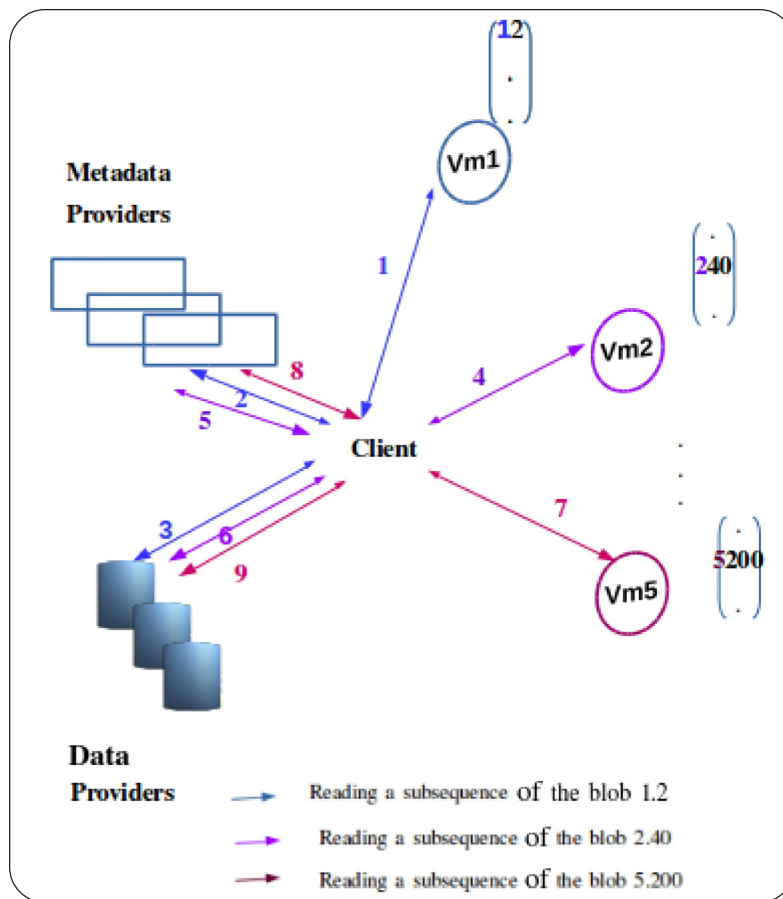 12
.
.
Vm1
Metadata
Providers
1
.
240
.
Vm2
8
2
4
5
Client
.
.
.
3
6
9
7
.
5200
.
Vm5
Data
Providers
Reading a subsequence of the blob 1.2
Reading a subsequence of the blob 2.40
Reading a subsequence of the blob 5.200